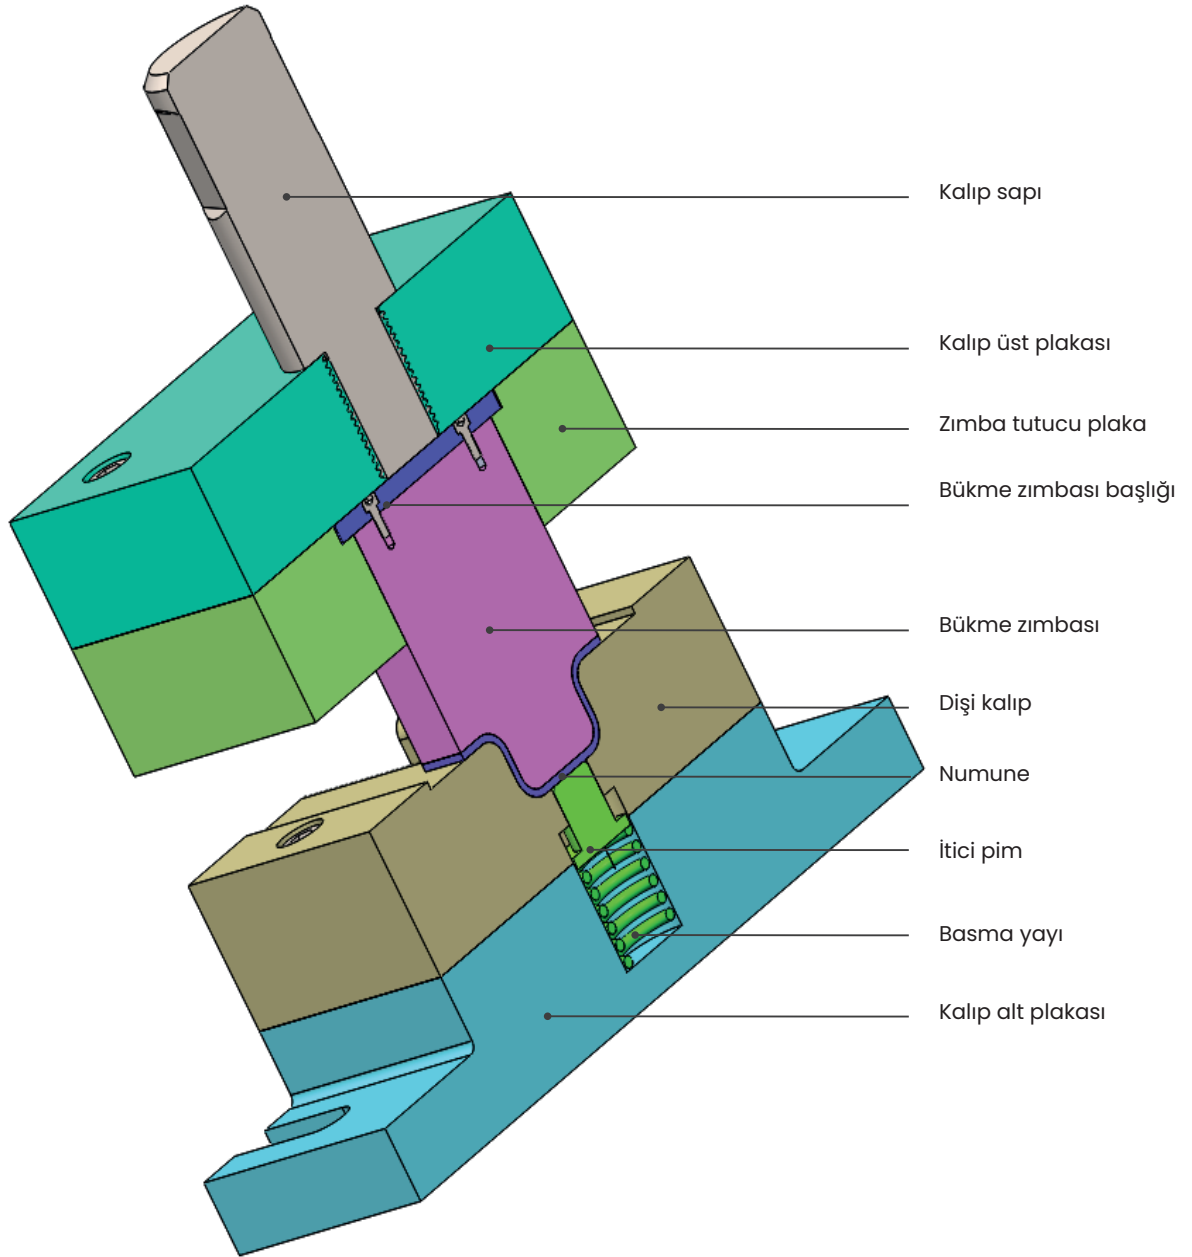 Kalıp sapı
Kalıp üst plakası
Zımba tutucu plaka
Bükme zımbası başlığı
Bükme zımbası
Dişi kalıp
Numune
İtici pim
Basma yayı
Kalıp alt plakası